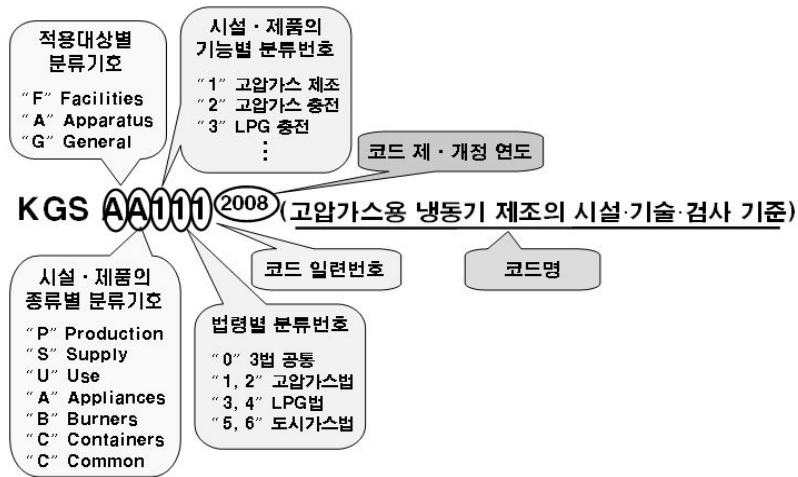 적용대상별
분류기호
“F” Facilities
“A” Apparatus
“G” General
시설 · 제품의
기능별 분류번호
“1” 고압가스 제조
“2” 고압가스 충전
“3” LPG 충전
⋮
코드 제 · 개정 연도
KGS AA111 2008 (고압가스용 냉동기 제조의 시설·기술·검사 기준)
시설 · 제품의
종류별 분류기호
“P” Production
“S” Supply
“U” Use
“A” Appliances
“B” Burners
“C” Containers
“C” Common
코드 일련번호
코드명
법령별 분류번호
“0” 3법 공통
“1, 2” 고압가스법
“3, 4” LPG법
“5, 6” 도시가스법